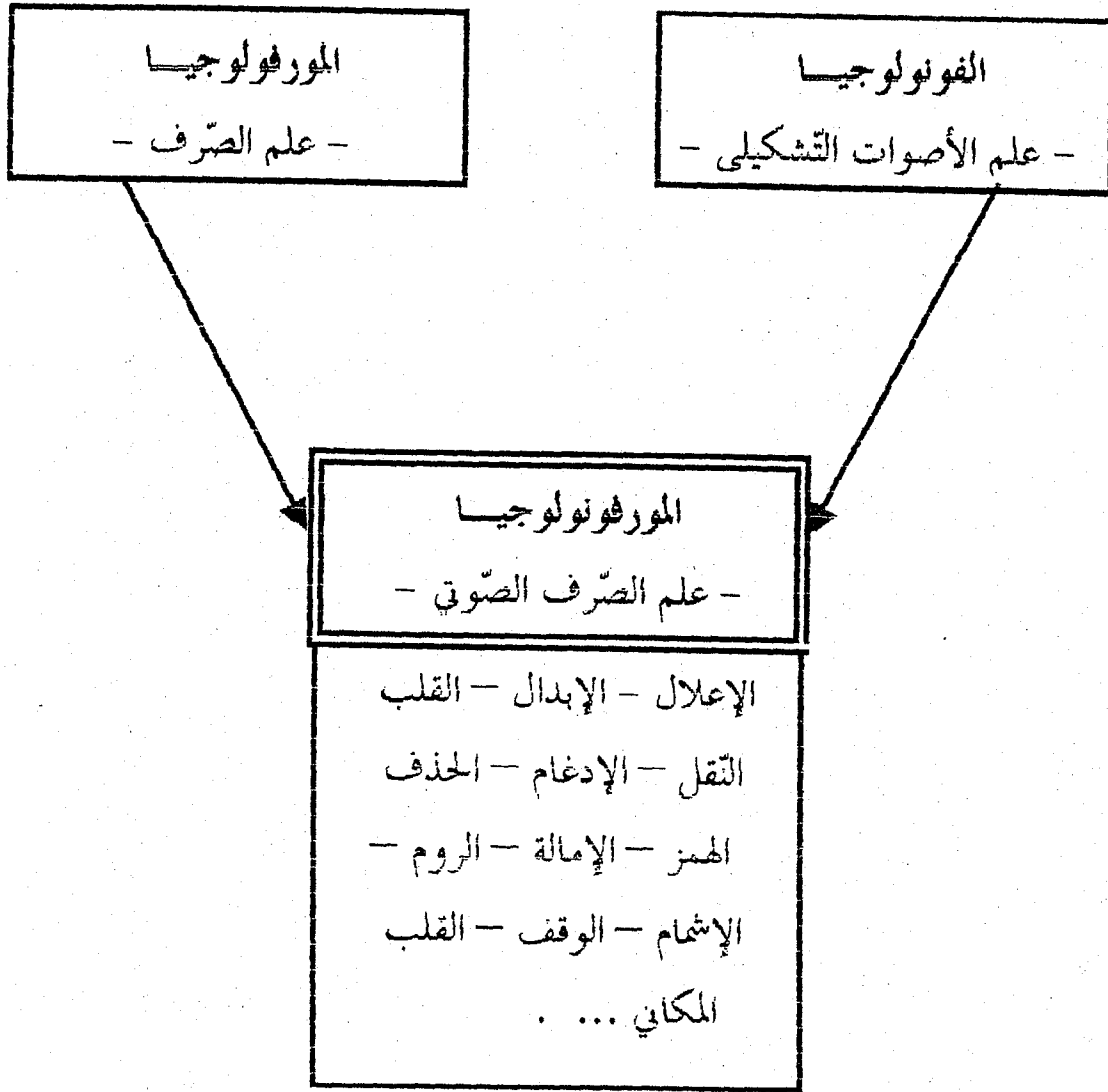 الفونولوجيا
– علم الأصوات التّشكيلي –
المورفولوجيا
– علم الصّرف –
المورفونولوجيا
– علم الصّرف الصّوتي –
الإعلال – الإبدال – القلب
النّقل – الإدغام – الحذف
الهمز – الإمالة – الروم –
الإشمام – الوقف – القلب
المكاني ... .